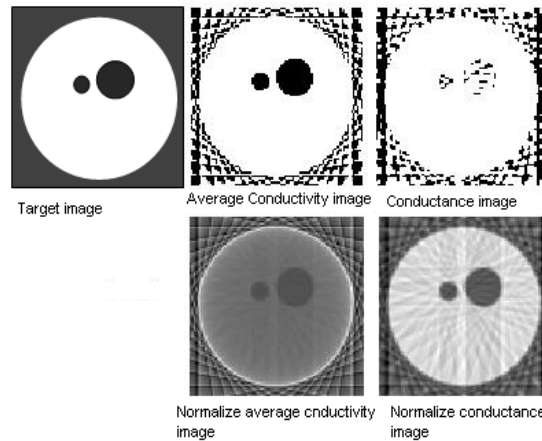 Target image
Average Conductivity image
Conductance image
Normalize average cnductivity
image
Normalize conductance
image